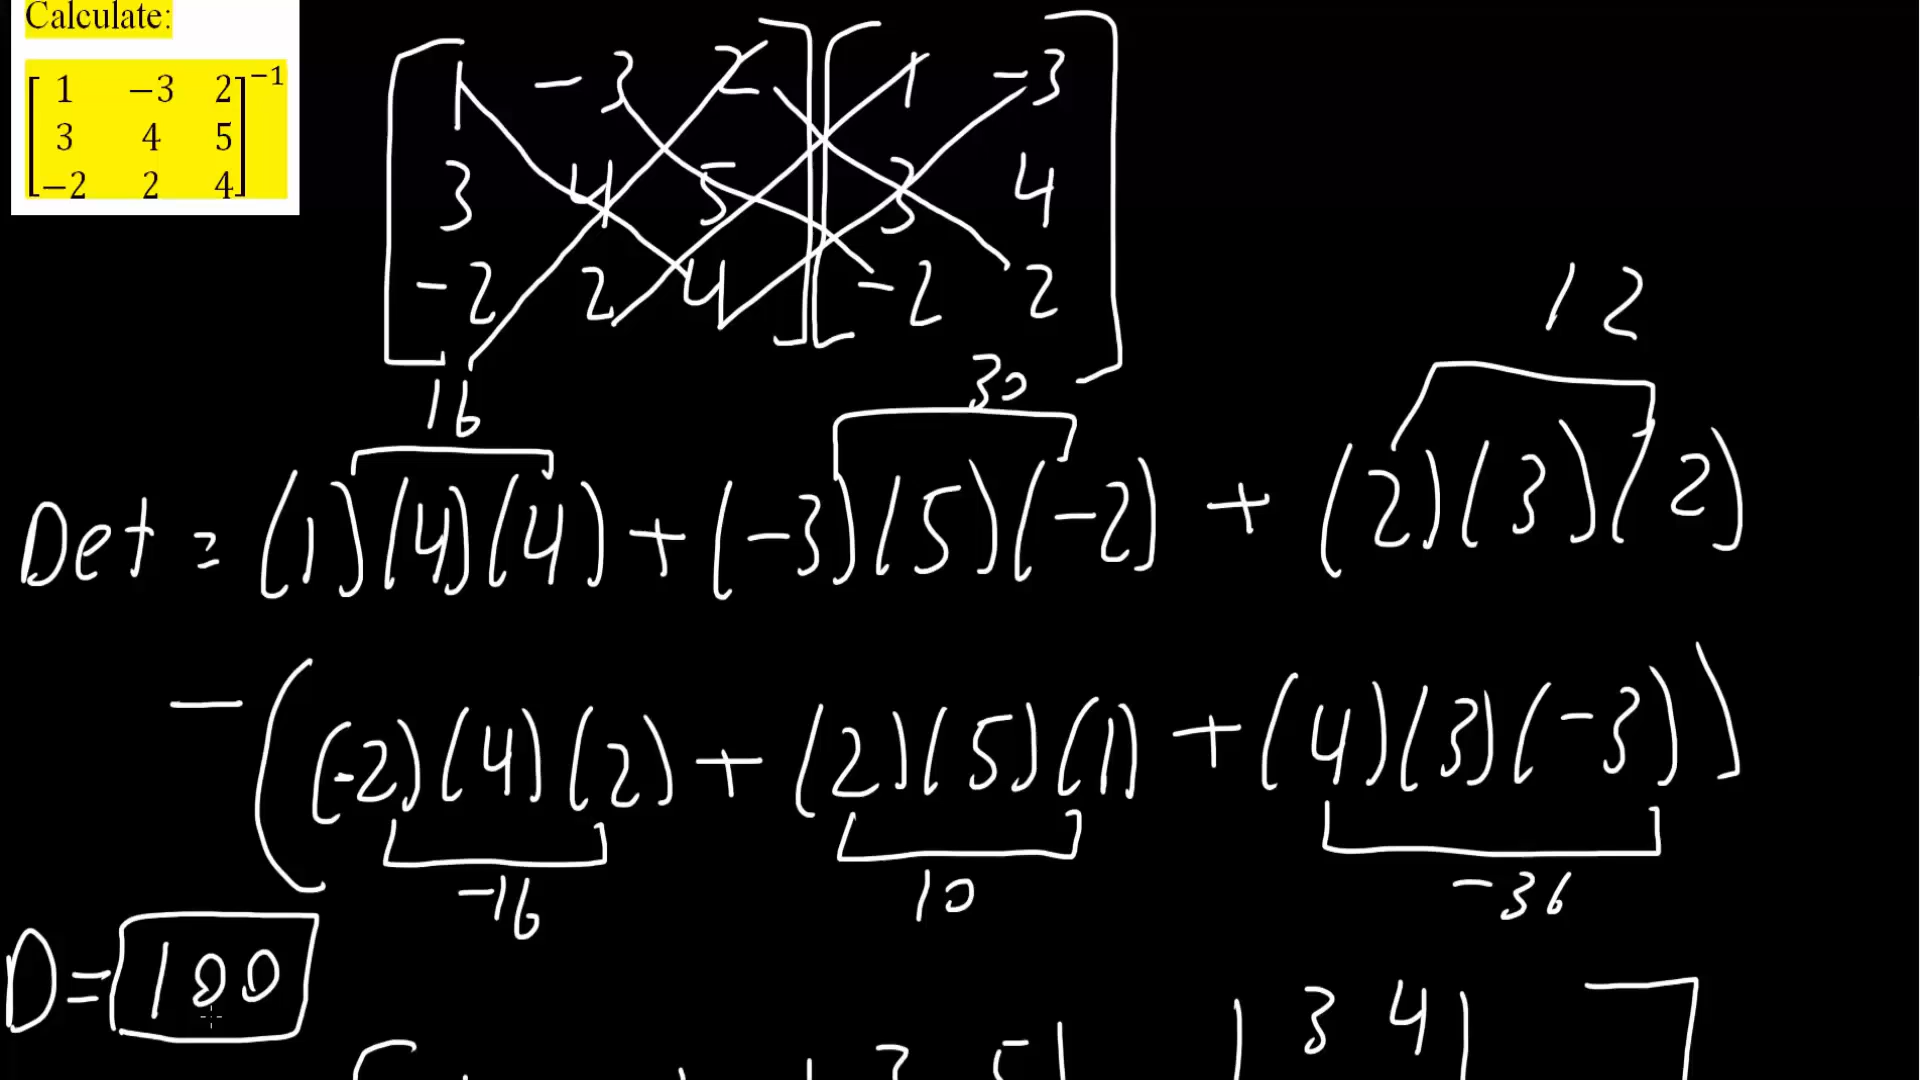 Calculate:
[ 1 −3 2 ]⁻¹
3 4 5
−2 2 4
[ 1 -3 2 ] [ 1 -3 ]
3 4 5 3 4
-2 2 4 -2 2
16 30 12
Det = (1)(4)(4) + (-3)(5)(-2) + (2)(3)(2)
- ( (-2)(4)(2) + (2)(5)(1) + (4)(3)(-3) )
-16 10 -36
D = 100
3 4